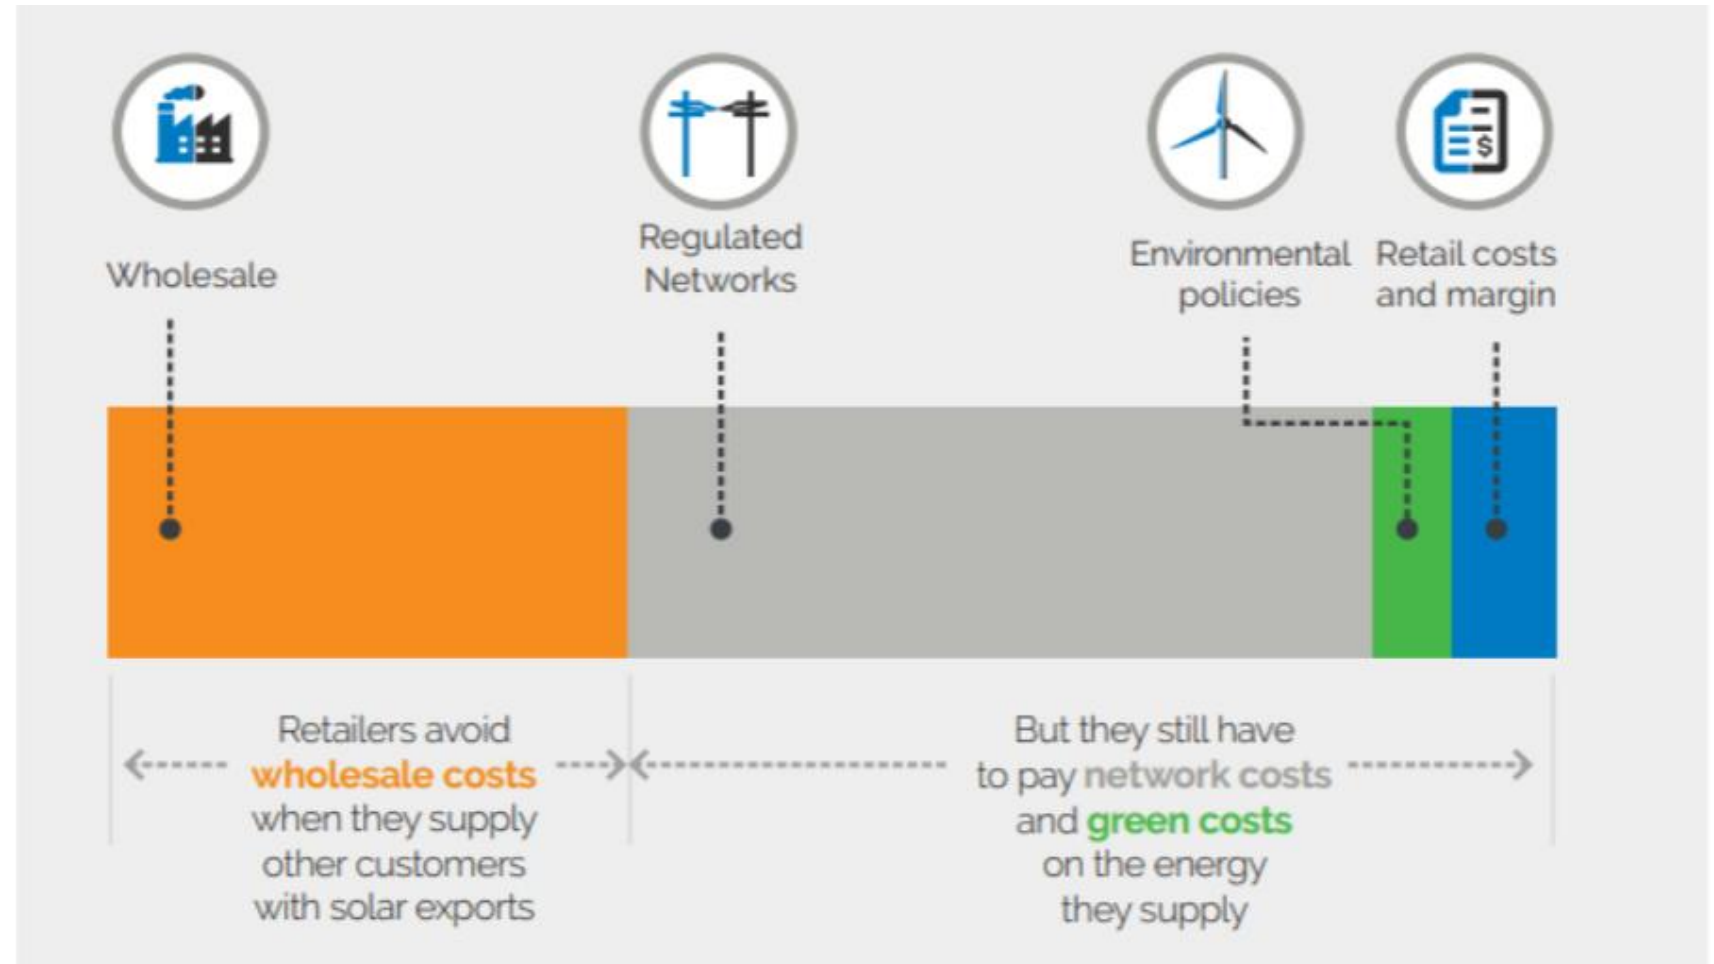 $
Wholesale
Regulated
Networks
Environmental
policies
Retail costs
and margin
Retailers avoid
wholesale costs
when they supply
other customers
with solar exports
But they still have
to pay network costs
and green costs
on the energy
they supply